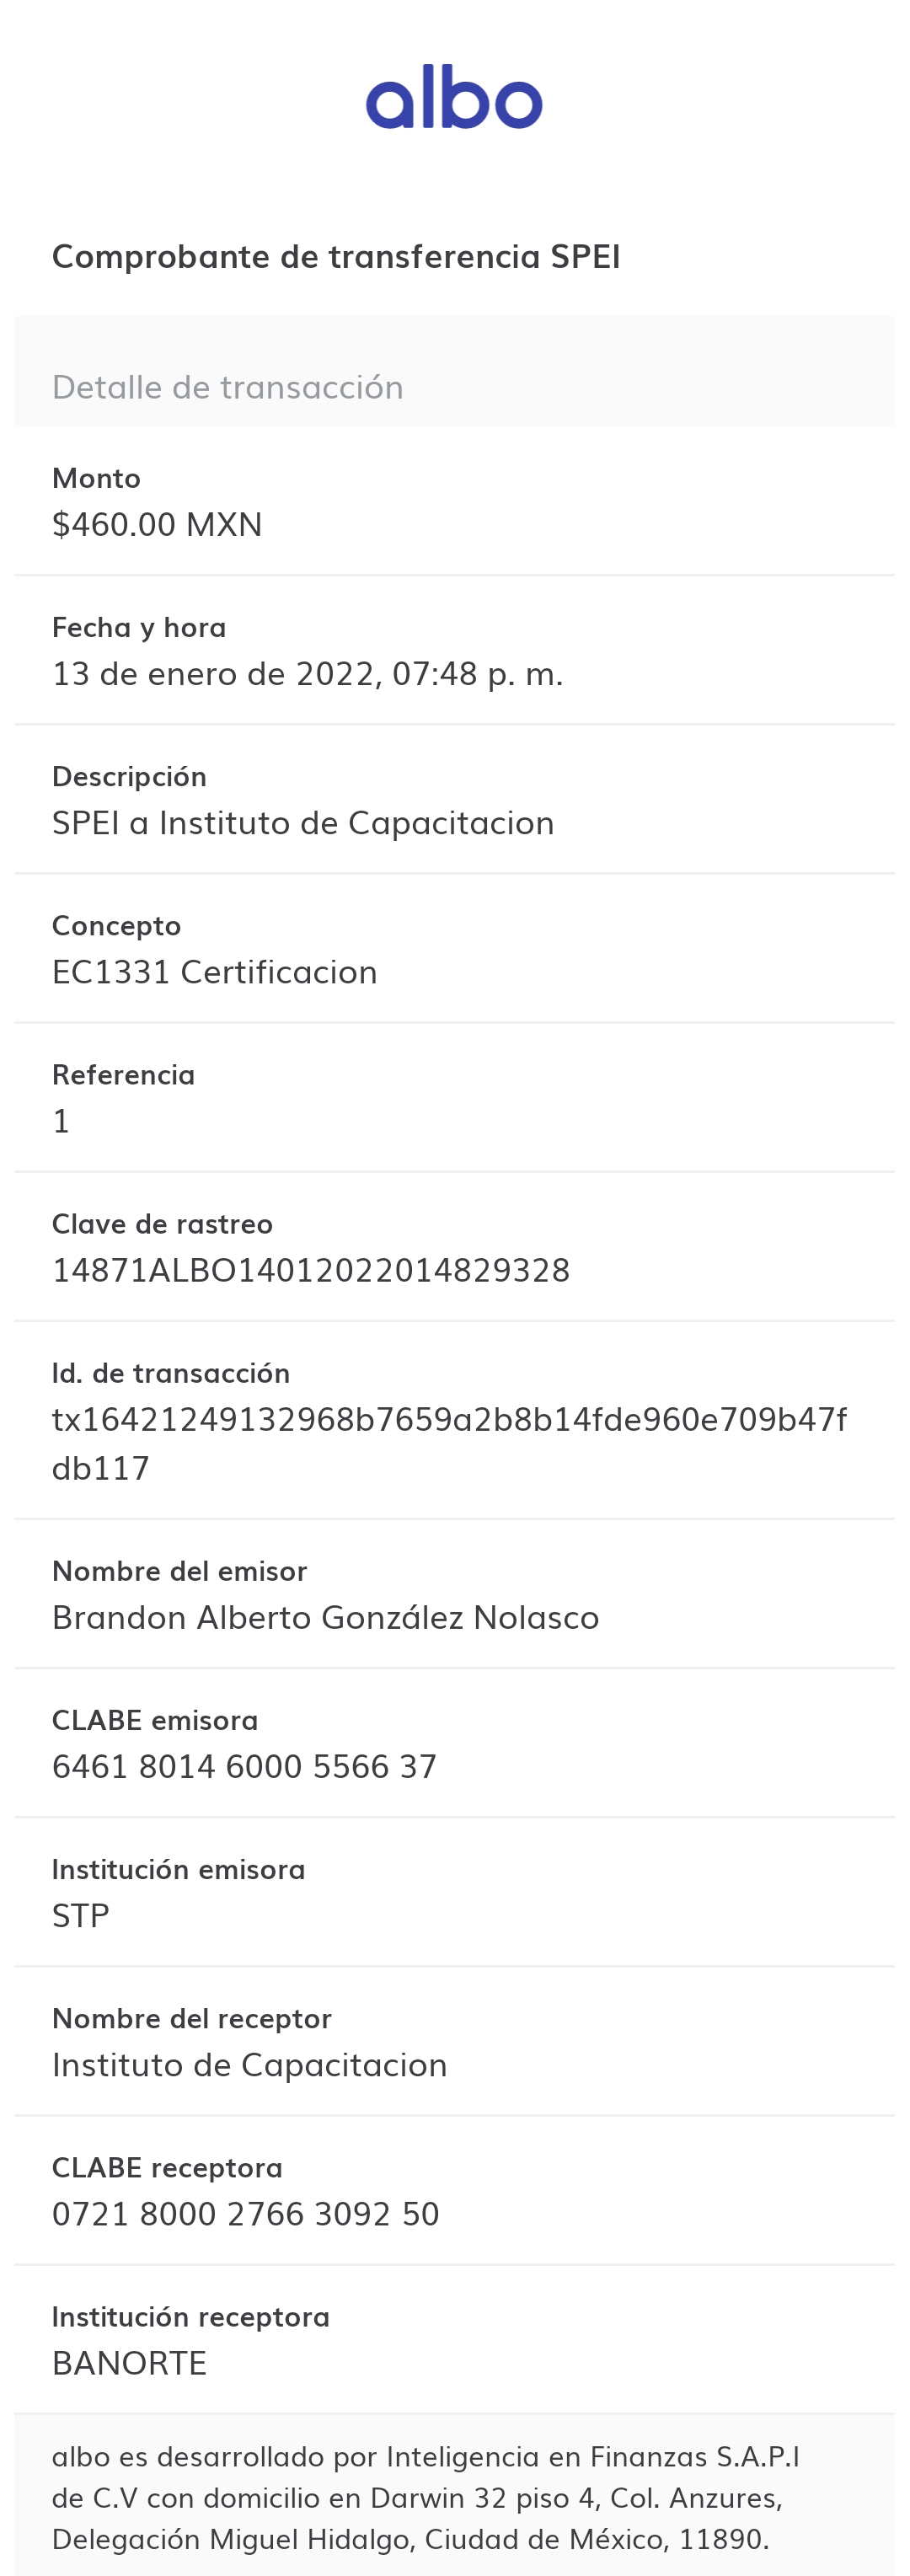 albo
Comprobante de transferencia SPEI
Detalle de transacción
Monto
$460.00 MXN
Fecha y hora
13 de enero de 2022, 07:48 p. m.
Descripción
SPEI a Instituto de Capacitacion
Concepto
EC1331 Certificacion
Referencia
1
Clave de rastreo
14871ALBO14012022014829328
Id. de transacción
tx16421249132968b7659a2b8b14fde960e709b47f
db117
Nombre del emisor
Brandon Alberto González Nolasco
CLABE emisora
6461 8014 6000 5566 37
Institución emisora
STP
Nombre del receptor
Instituto de Capacitacion
CLABE receptora
0721 8000 2766 3092 50
Institución receptora
BANORTE
albo es desarrollado por Inteligencia en Finanzas S.A.P.I
de C.V con domicilio en Darwin 32 piso 4, Col. Anzures,
Delegación Miguel Hidalgo, Ciudad de México, 11890.